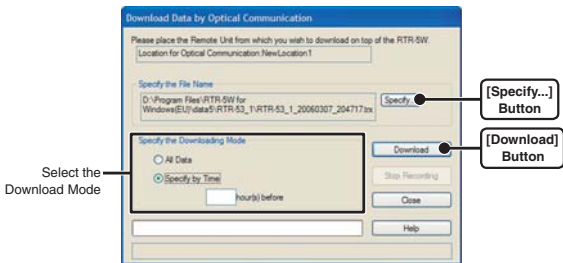 Download Data by Optical Communication
Please place the Remote Unit from which you wish to download on top of the RTR-5W.
Location for Optical Communication:NewLocation1
Specify the File Name
D:\Program Files\RTR-5W for
Windows(EU)\data5\RTR-53_1\RTR-53_1_20060307_204717.trx
Specify...
[Specify...]
Button
Specify the Downloading Mode
All Data
Specify by Time
hour(s) before
Select the
Download Mode
Download
[Download]
Button
Stop Recording
Close
Help